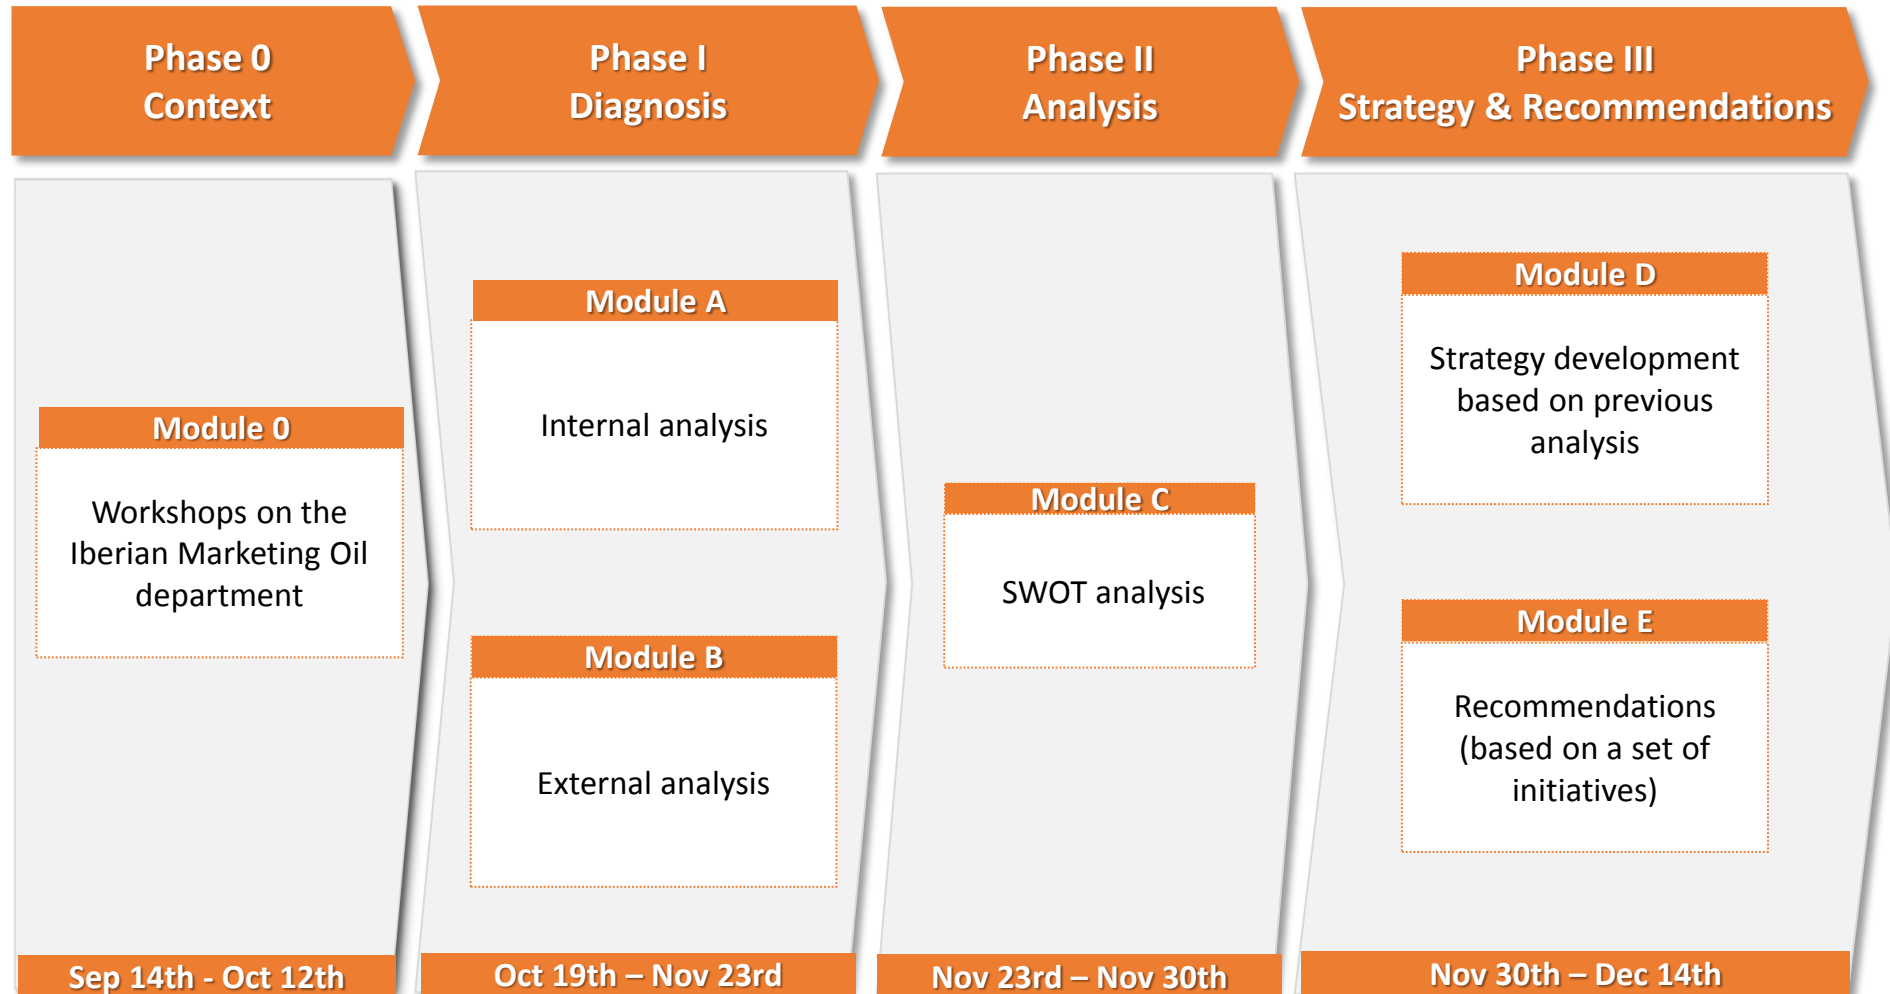 Phase 0
Context
Phase I
Diagnosis
Phase II
Analysis
Phase III
Strategy & Recommendations
Module 0
Workshops on the
Iberian Marketing Oil
department
Module A
Internal analysis
Module B
External analysis
Module C
SWOT analysis
Module D
Strategy development
based on previous
analysis
Module E
Recommendations
(based on a set of
initiatives)
Sep 14th - Oct 12th
Oct 19th – Nov 23rd
Nov 23rd – Nov 30th
Nov 30th – Dec 14th